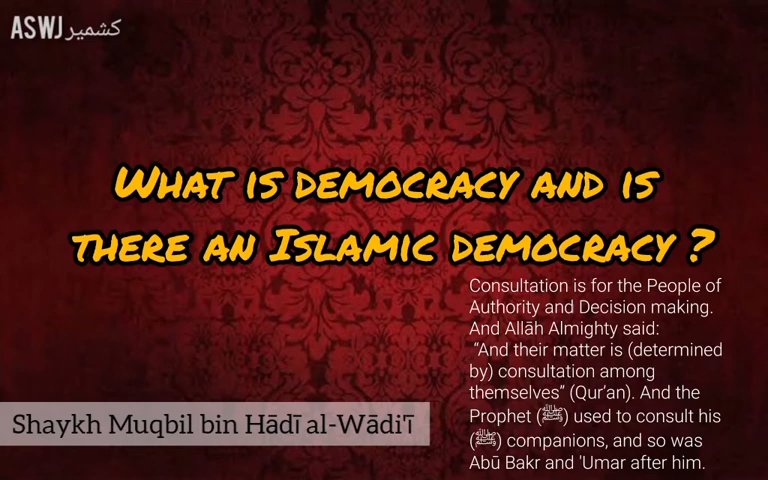 ASWJ کشمیر
WHAT IS DEMOCRACY AND IS
THERE AN ISLAMIC DEMOCRACY ?
Consultation is for the People of
Authority and Decision making.
And Allāh Almighty said:
“And their matter is (determined
by) consultation among
themselves” (Qur’an). And the
Prophet (ﷺ) used to consult his
(ﷺ) companions, and so was
Abū Bakr and 'Umar after him.
Shaykh Muqbil bin Hādī al-Wādi'ī